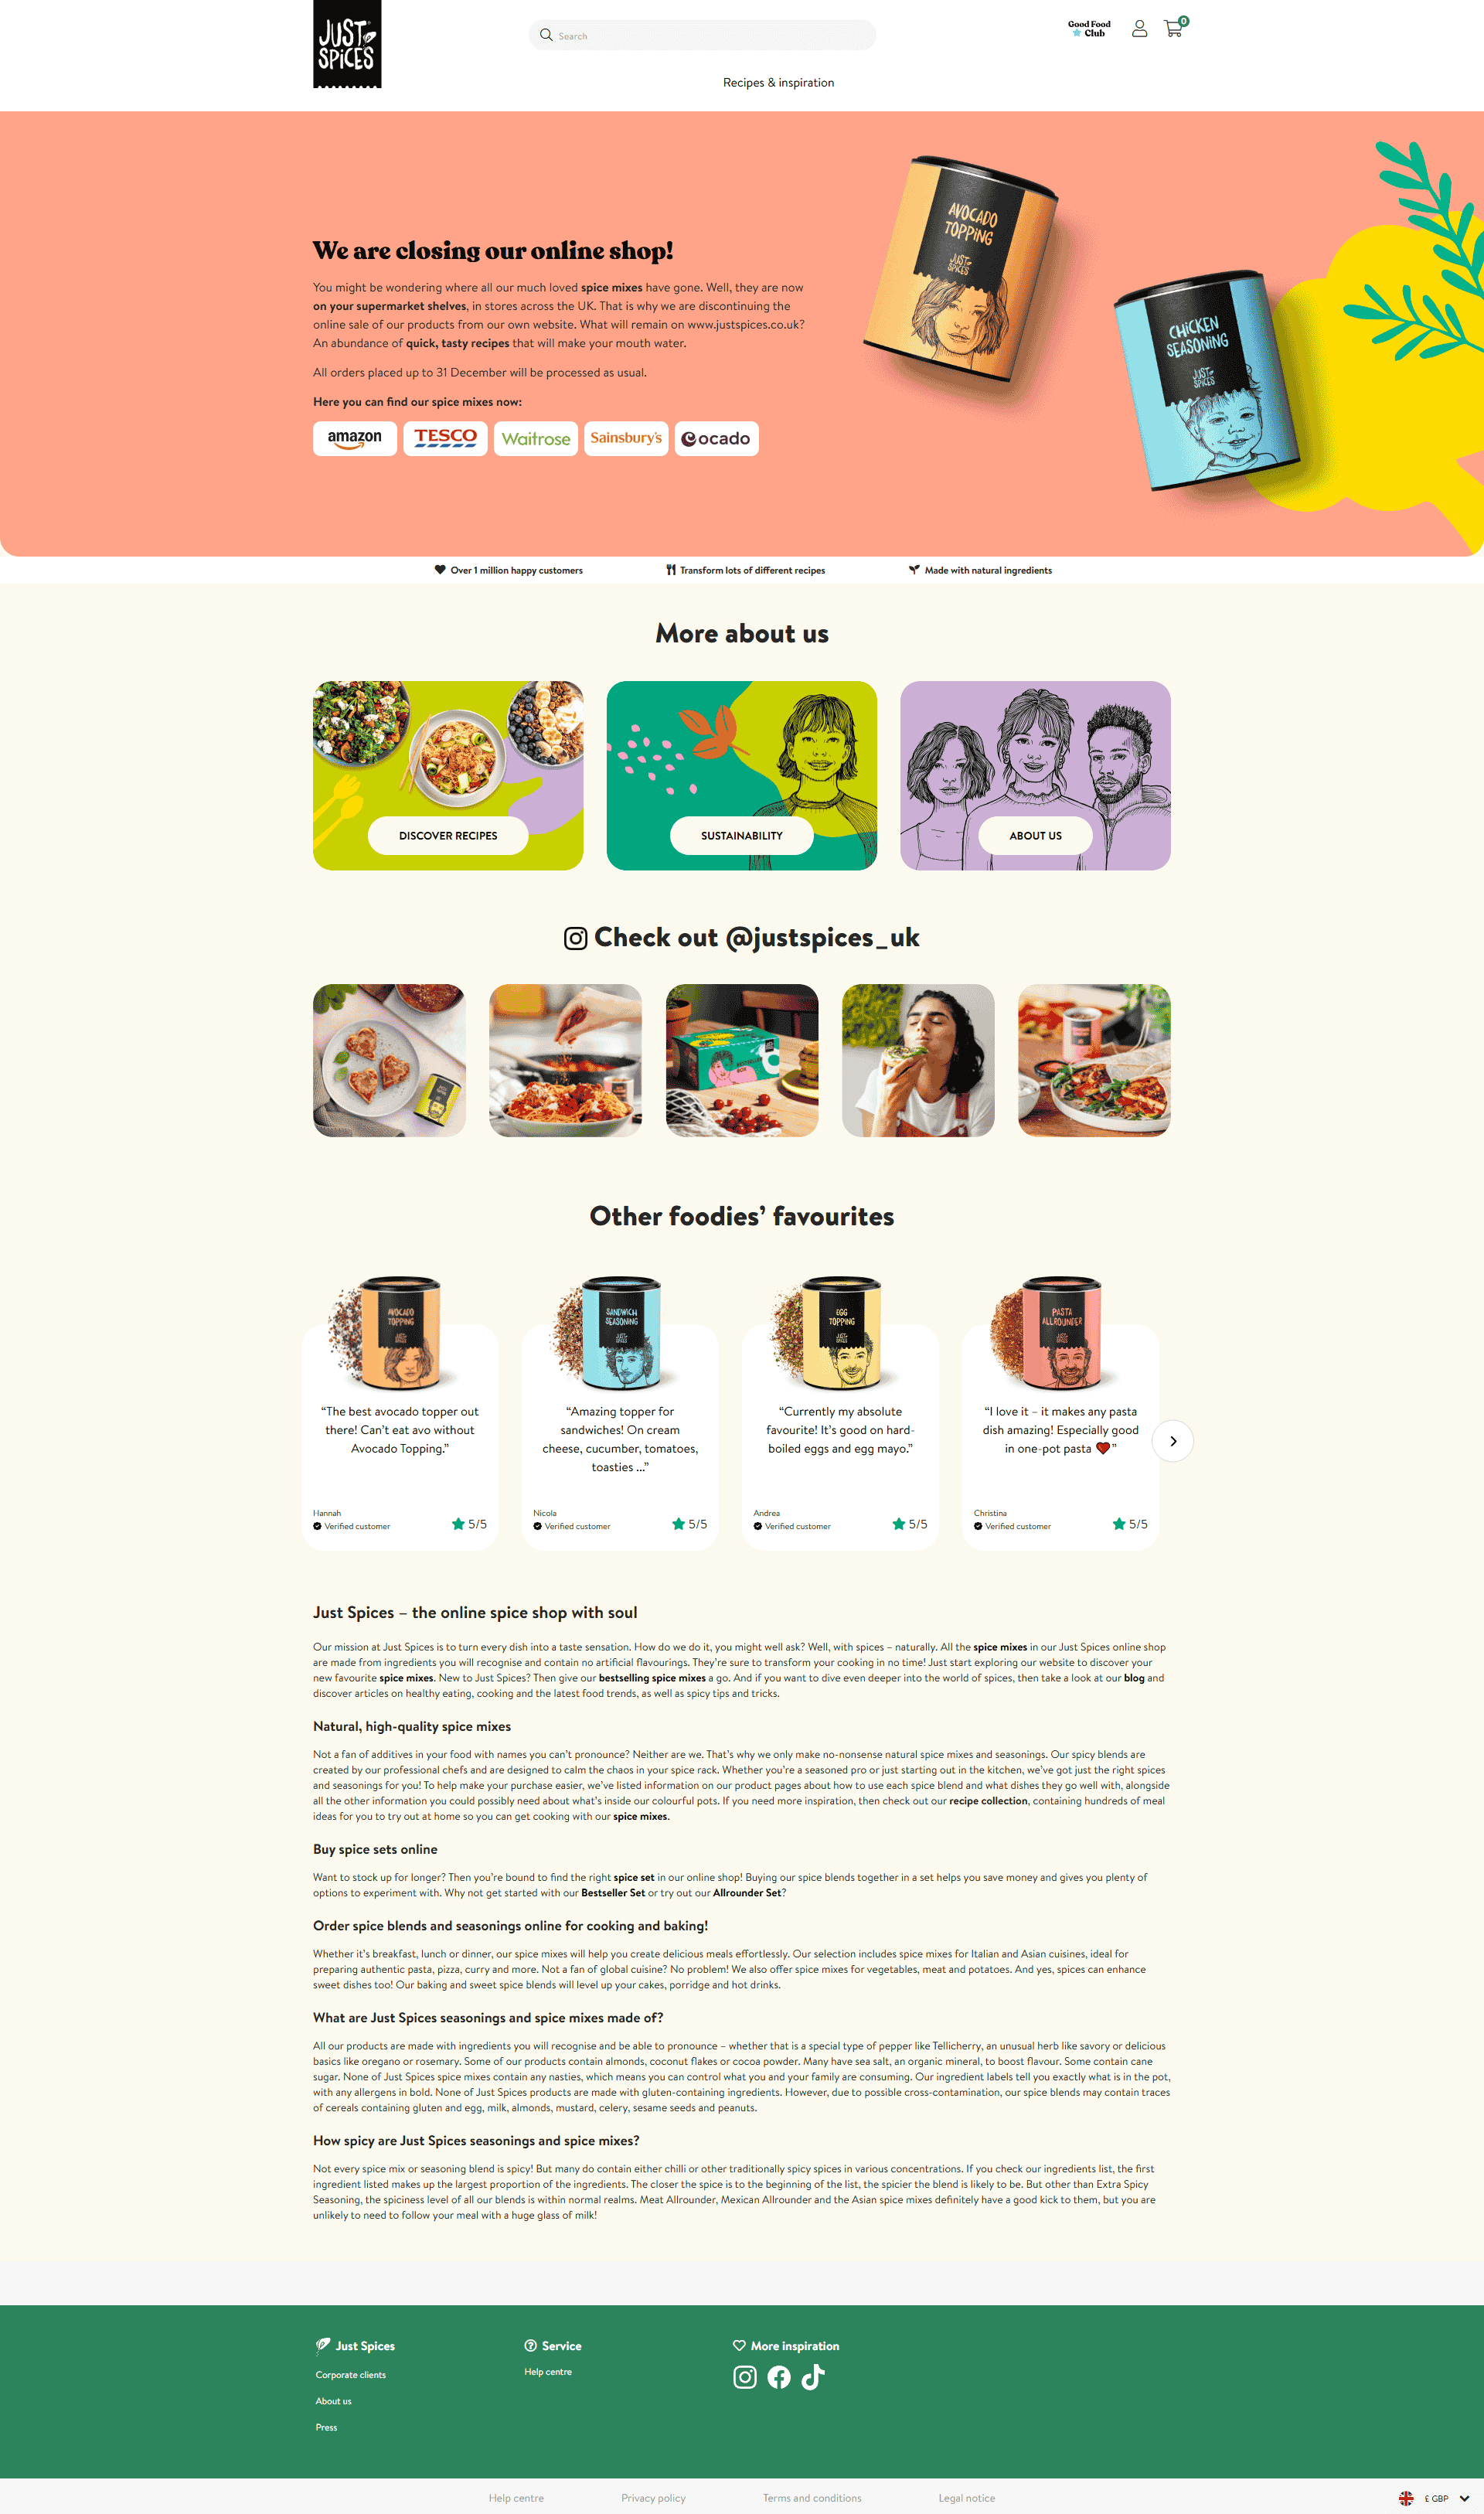 JUST
SPiCES
Search
Good Food
Club
0
Recipes & inspiration
We are closing our online shop!
You might be wondering where all our much loved spice mixes have gone. Well, they are now
on your supermarket shelves, in stores across the UK. That is why we are discontinuing the
online sale of our products from our own website. What will remain on www.justspices.co.uk?
An abundance of quick, tasty recipes that will make your mouth water.
All orders placed up to 31 December will be processed as usual.
Here you can find our spice mixes now:
amazon TESCO Waitrose Sainsbury's ocado
AVOCADO
TOPPiNG
JUST
SPiCES
CHiCKEN
SEASONiNG
JUST
SPiCES
Over 1 million happy customers
Transform lots of different recipes
Made with natural ingredients
More about us
DISCOVER RECIPES
SUSTAINABILITY
ABOUT US
Check out @justspices_uk
Other foodies’ favourites
AVOCADO
TOPPiNG
JUST
SPiCES
“The best avocado topper out
there! Can’t eat avo without
Avocado Topping.”
Hannah
Verified customer
5/5
SANDWiCH
SEASONiNG
JUST
SPiCES
“Amazing topper for
sandwiches! On cream
cheese, cucumber, tomatoes,
toasties ...”
Nicola
Verified customer
5/5
EGG
TOPPiNG
JUST
SPiCES
“Currently my absolute
favourite! It’s good on hard-
boiled eggs and egg mayo.”
Andrea
Verified customer
5/5
PASTA
ALLROUNDER
JUST
SPiCES
“I love it – it makes any pasta
dish amazing! Especially good
in one-pot pasta ❤️”
Christina
Verified customer
5/5
Just Spices – the online spice shop with soul
Our mission at Just Spices is to turn every dish into a taste sensation. How do we do it, you might well ask? Well, with spices – naturally. All the spice mixes in our Just Spices online shop
are made from ingredients you will recognise and contain no artificial flavourings. They’re sure to transform your cooking in no time! Just start exploring our website to discover your
new favourite spice mixes. New to Just Spices? Then give our bestselling spice mixes a go. And if you want to dive even deeper into the world of spices, then take a look at our blog and
discover articles on healthy eating, cooking and the latest food trends, as well as spicy tips and tricks.
Natural, high-quality spice mixes
Not a fan of additives in your food with names you can’t pronounce? Neither are we. That’s why we only make no-nonsense natural spice mixes and seasonings. Our spicy blends are
created by our professional chefs and are designed to calm the chaos in your spice rack. Whether you’re a seasoned pro or just starting out in the kitchen, we’ve got just the right spices
and seasonings for you! To help make your purchase easier, we’ve listed information on our product pages about how to use each spice blend and what dishes they go well with, alongside
all the other information you could possibly need about what’s inside our colourful pots. If you need more inspiration, then check out our recipe collection, containing hundreds of meal
ideas for you to try out at home so you can get cooking with our spice mixes.
Buy spice sets online
Want to stock up for longer? Then you’re bound to find the right spice set in our online shop! Buying our spice blends together in a set helps you save money and gives you plenty of
options to experiment with. Why not get started with our Bestseller Set or try out our Allrounder Set?
Order spice blends and seasonings online for cooking and baking!
Whether it’s breakfast, lunch or dinner, our spice mixes will help you create delicious meals effortlessly. Our selection includes spice mixes for Italian and Asian cuisines, ideal for
preparing authentic pasta, pizza, curry and more. Not a fan of global cuisine? No problem! We also offer spice mixes for vegetables, meat and potatoes. And yes, spices can enhance
sweet dishes too! Our baking and sweet spice blends will level up your cakes, porridge and hot drinks.
What are Just Spices seasonings and spice mixes made of?
All our products are made with ingredients you will recognise and be able to pronounce – whether that is a special type of pepper like Tellicherry, an unusual herb like savory or delicious
basics like oregano or rosemary. Some of our products contain almonds, coconut flakes or cocoa powder. Many have sea salt, an organic mineral, to boost flavour. Some contain cane
sugar. None of Just Spices spice mixes contain any nasties, which means you can control what you and your family are consuming. Our ingredient labels tell you exactly what is in the pot,
with any allergens in bold. None of Just Spices products are made with gluten-containing ingredients. However, due to possible cross-contamination, our spice blends may contain traces
of cereals containing gluten and egg, milk, almonds, mustard, celery, sesame seeds and peanuts.
How spicy are Just Spices seasonings and spice mixes?
Not every spice mix or seasoning blend is spicy! But many do contain either chilli or other traditionally spicy spices in various concentrations. If you check our ingredients list, the first
ingredient listed makes up the largest proportion of the ingredients. The closer the spice is to the beginning of the list, the spicier the blend is likely to be. But other than Extra Spicy
Seasoning, the spiciness level of all our blends is within normal realms. Meat Allrounder, Mexican Allrounder and the Asian spice mixes definitely have a good kick to them, but you are
unlikely to need to follow your meal with a huge glass of milk!
Just Spices
Corporate clients
About us
Press
Service
Help centre
More inspiration
Help centre
Privacy policy
Terms and conditions
Legal notice
£ GBP